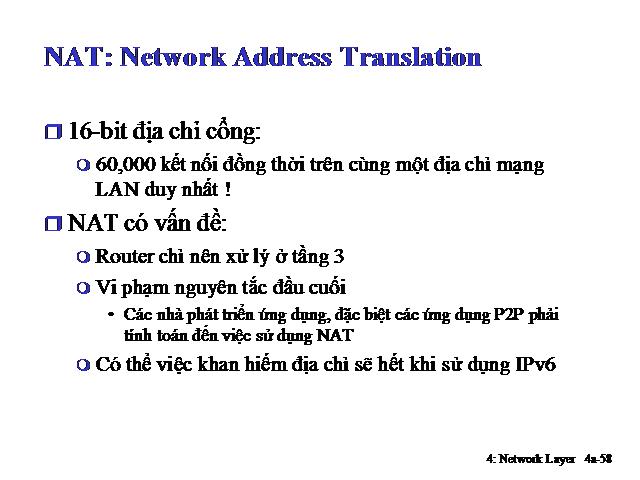 NAT: Network Address Translation
16-bit địa chỉ cổng:
60,000 kết nối đồng thời trên cùng một địa chỉ mạng
LAN duy nhất !
NAT có vấn đề:
Router chỉ nên xử lý ở tầng 3
Vi phạm nguyên tắc đầu cuối
• Các nhà phát triển ứng dụng, đặc biệt các ứng dụng P2P phải
tính toán đến việc sử dụng NAT
Có thể việc khan hiếm địa chỉ sẽ hết khi sử dụng IPv6
4: Network Layer 4a-58